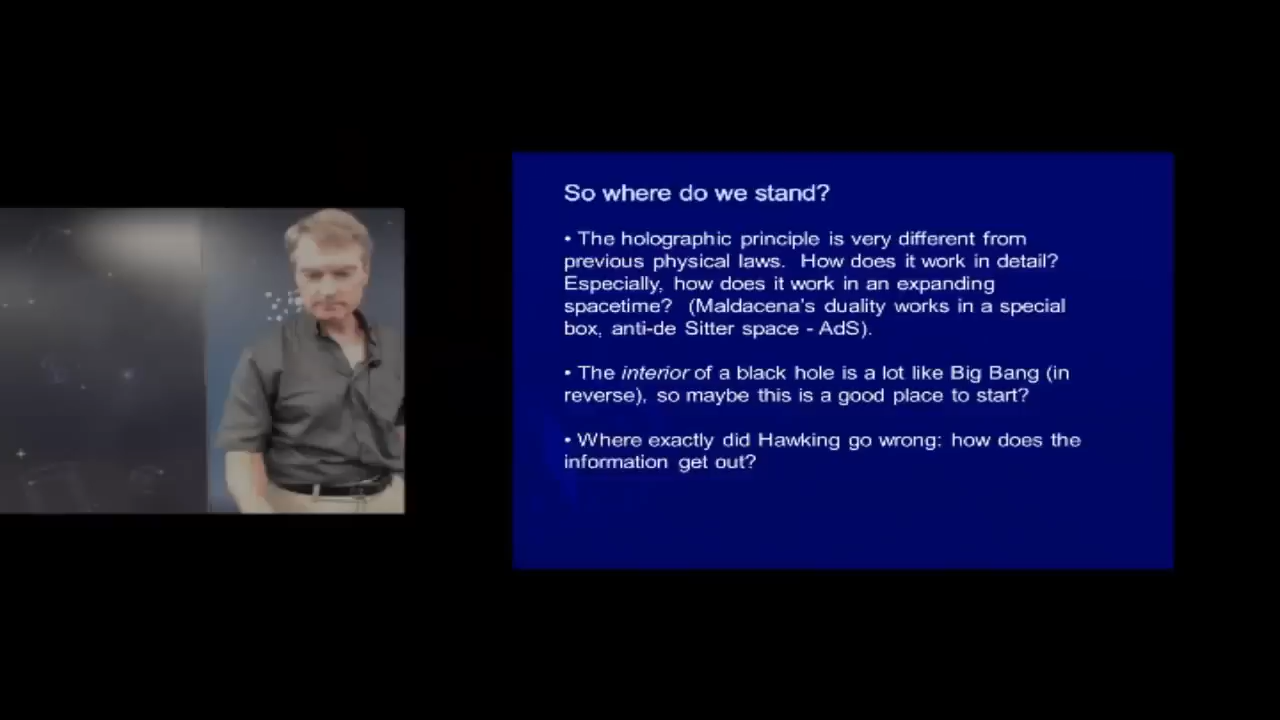 So where do we stand?
• The holographic principle is very different from
previous physical laws.  How does it work in detail?
Especially, how does it work in an expanding
spacetime?  (Maldacena's duality works in a special
box, anti-de Sitter space - AdS).
• The interior of a black hole is a lot like Big Bang (in
reverse), so maybe this is a good place to start?
• Where exactly did Hawking go wrong: how does the
information get out?